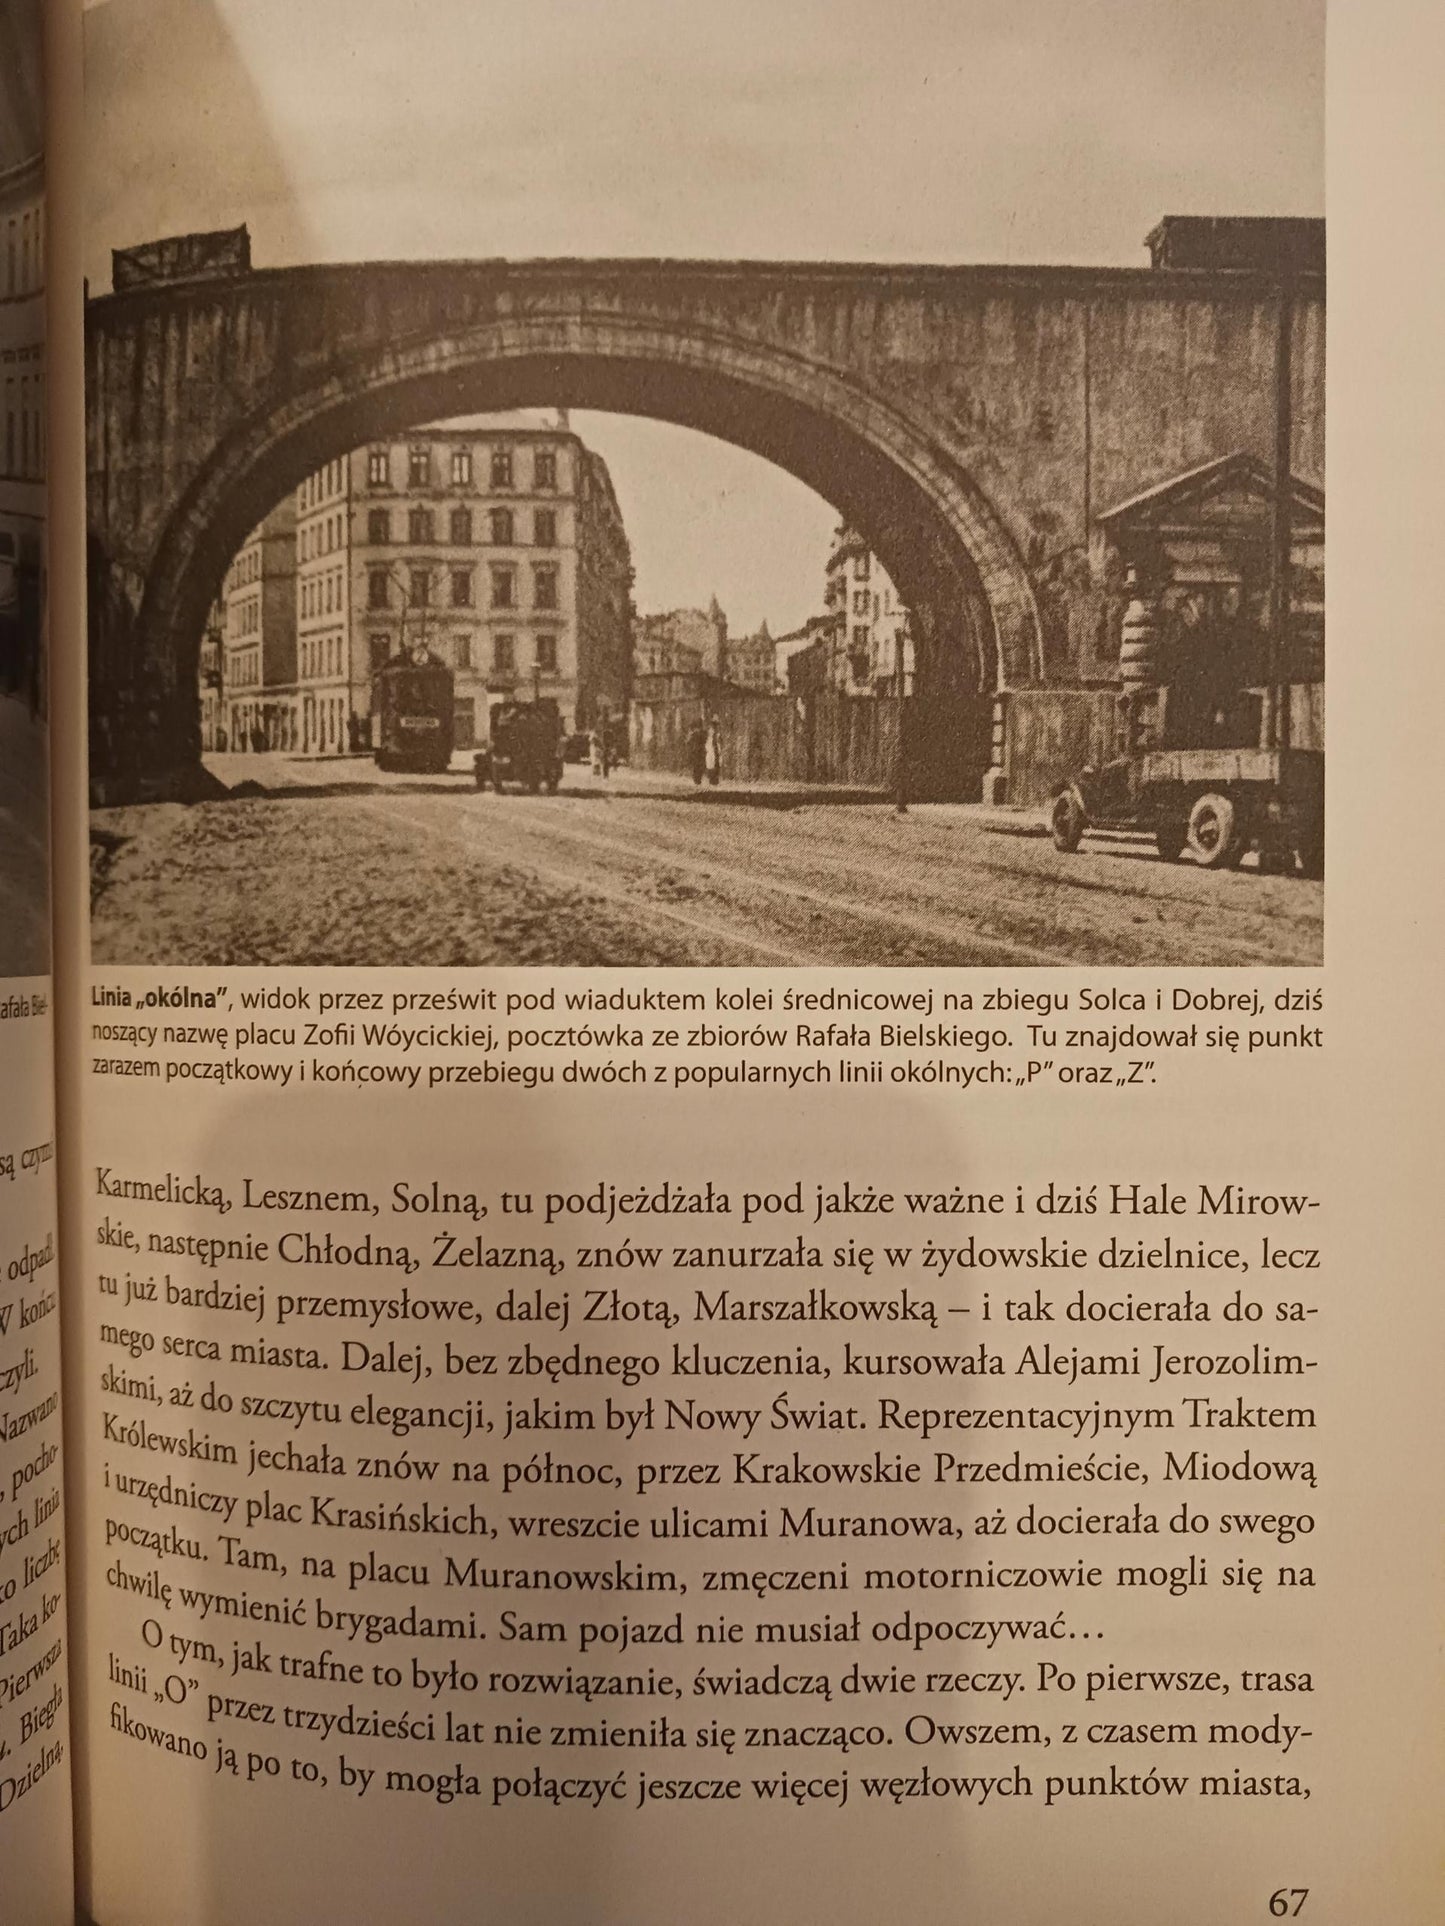 Linia „okólna”, widok przez prześwit pod wiaduktem kolei średnicowej na zbiegu Solca i Dobrej, dziś
noszący nazwę placu Zofii Wóycickiej, pocztówka ze zbiorów Rafała Bielskiego. Tu znajdował się punkt
zarazem początkowy i końcowy przebiegu dwóch z popularnych linii okólnych: „P” oraz „Z”.
Karmelicką, Lesznem, Solną, tu podjeżdżała pod jakże ważne i dziś Hale Mirow-
skie, następnie Chłodną, Żelazną, znów zanurzała się w żydowskie dzielnice, lecz
tu już bardziej przemysłowe, dalej Złotą, Marszałkowską – i tak docierała do sa-
mego serca miasta. Dalej, bez zbędnego kluczenia, kursowała Alejami Jerozolim-
skimi, aż do szczytu elegancji, jakim był Nowy Świat. Reprezentacyjnym Traktem
Królewskim jechała znów na północ, przez Krakowskie Przedmieście, Miodową
i urzędniczy plac Krasińskich, wreszcie ulicami Muranowa, aż docierała do swego
początku. Tam, na placu Muranowskim, zmęczeni motorniczowie mogli się na
chwilę wymienić brygadami. Sam pojazd nie musiał odpoczywać...
O tym, jak trafne to było rozwiązanie, świadczą dwie rzeczy. Po pierwsze, trasa
linii „O” przez trzydzieści lat nie zmieniła się znacząco. Owszem, z czasem mody-
fikowano ją po to, by mogła połączyć jeszcze więcej węzłowych punktów miasta,
67